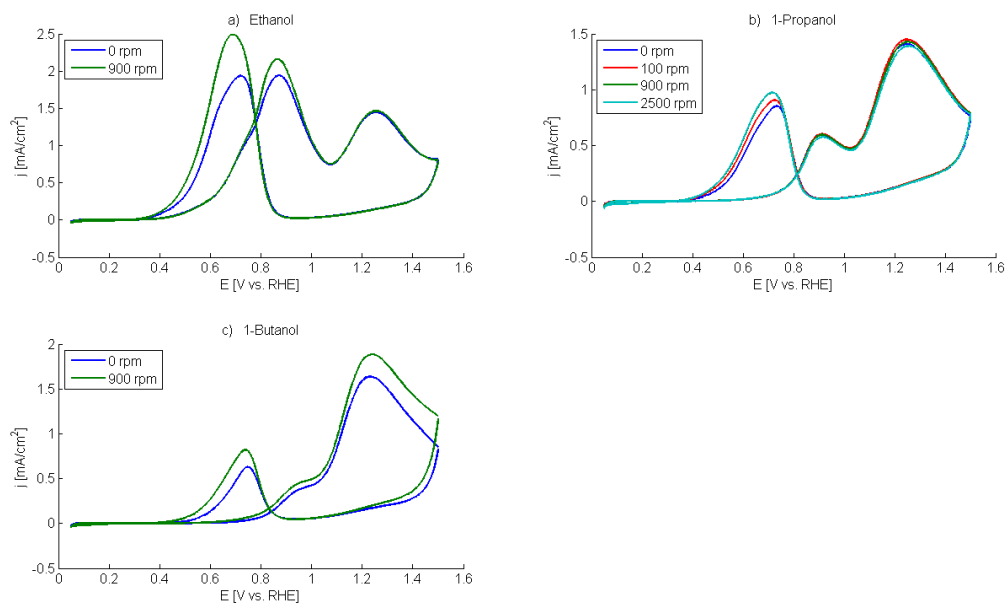 a) Ethanol
0 rpm
900 rpm
2.5
2
1.5
1
0.5
0
-0.5
j [mA/cm²]
0 0.2 0.4 0.6 0.8 1 1.2 1.4 1.6
E [V vs. RHE]
b) 1-Propanol
0 rpm
100 rpm
900 rpm
2500 rpm
1.5
1
0.5
0
-0.5
j [mA/cm²]
0 0.2 0.4 0.6 0.8 1 1.2 1.4 1.6
E [V vs. RHE]
c) 1-Butanol
0 rpm
900 rpm
2
1.5
1
0.5
0
-0.5
j [mA/cm²]
0 0.2 0.4 0.6 0.8 1 1.2 1.4 1.6
E [V vs. RHE]